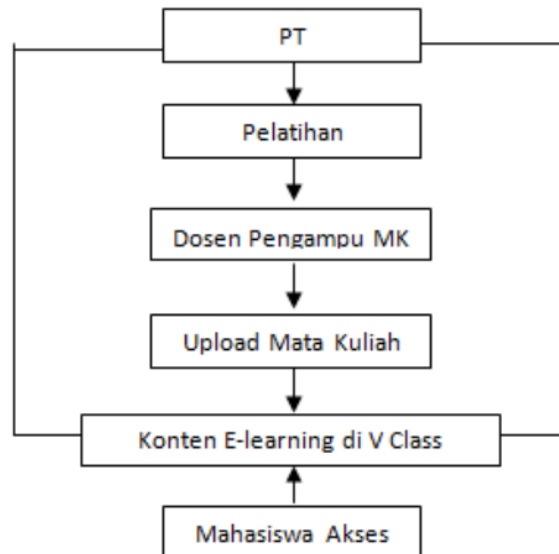 PT
Pelatihan
Dosen Pengampu MK
Upload Mata Kuliah
Konten E-learning di V Class
Mahasiswa Akses